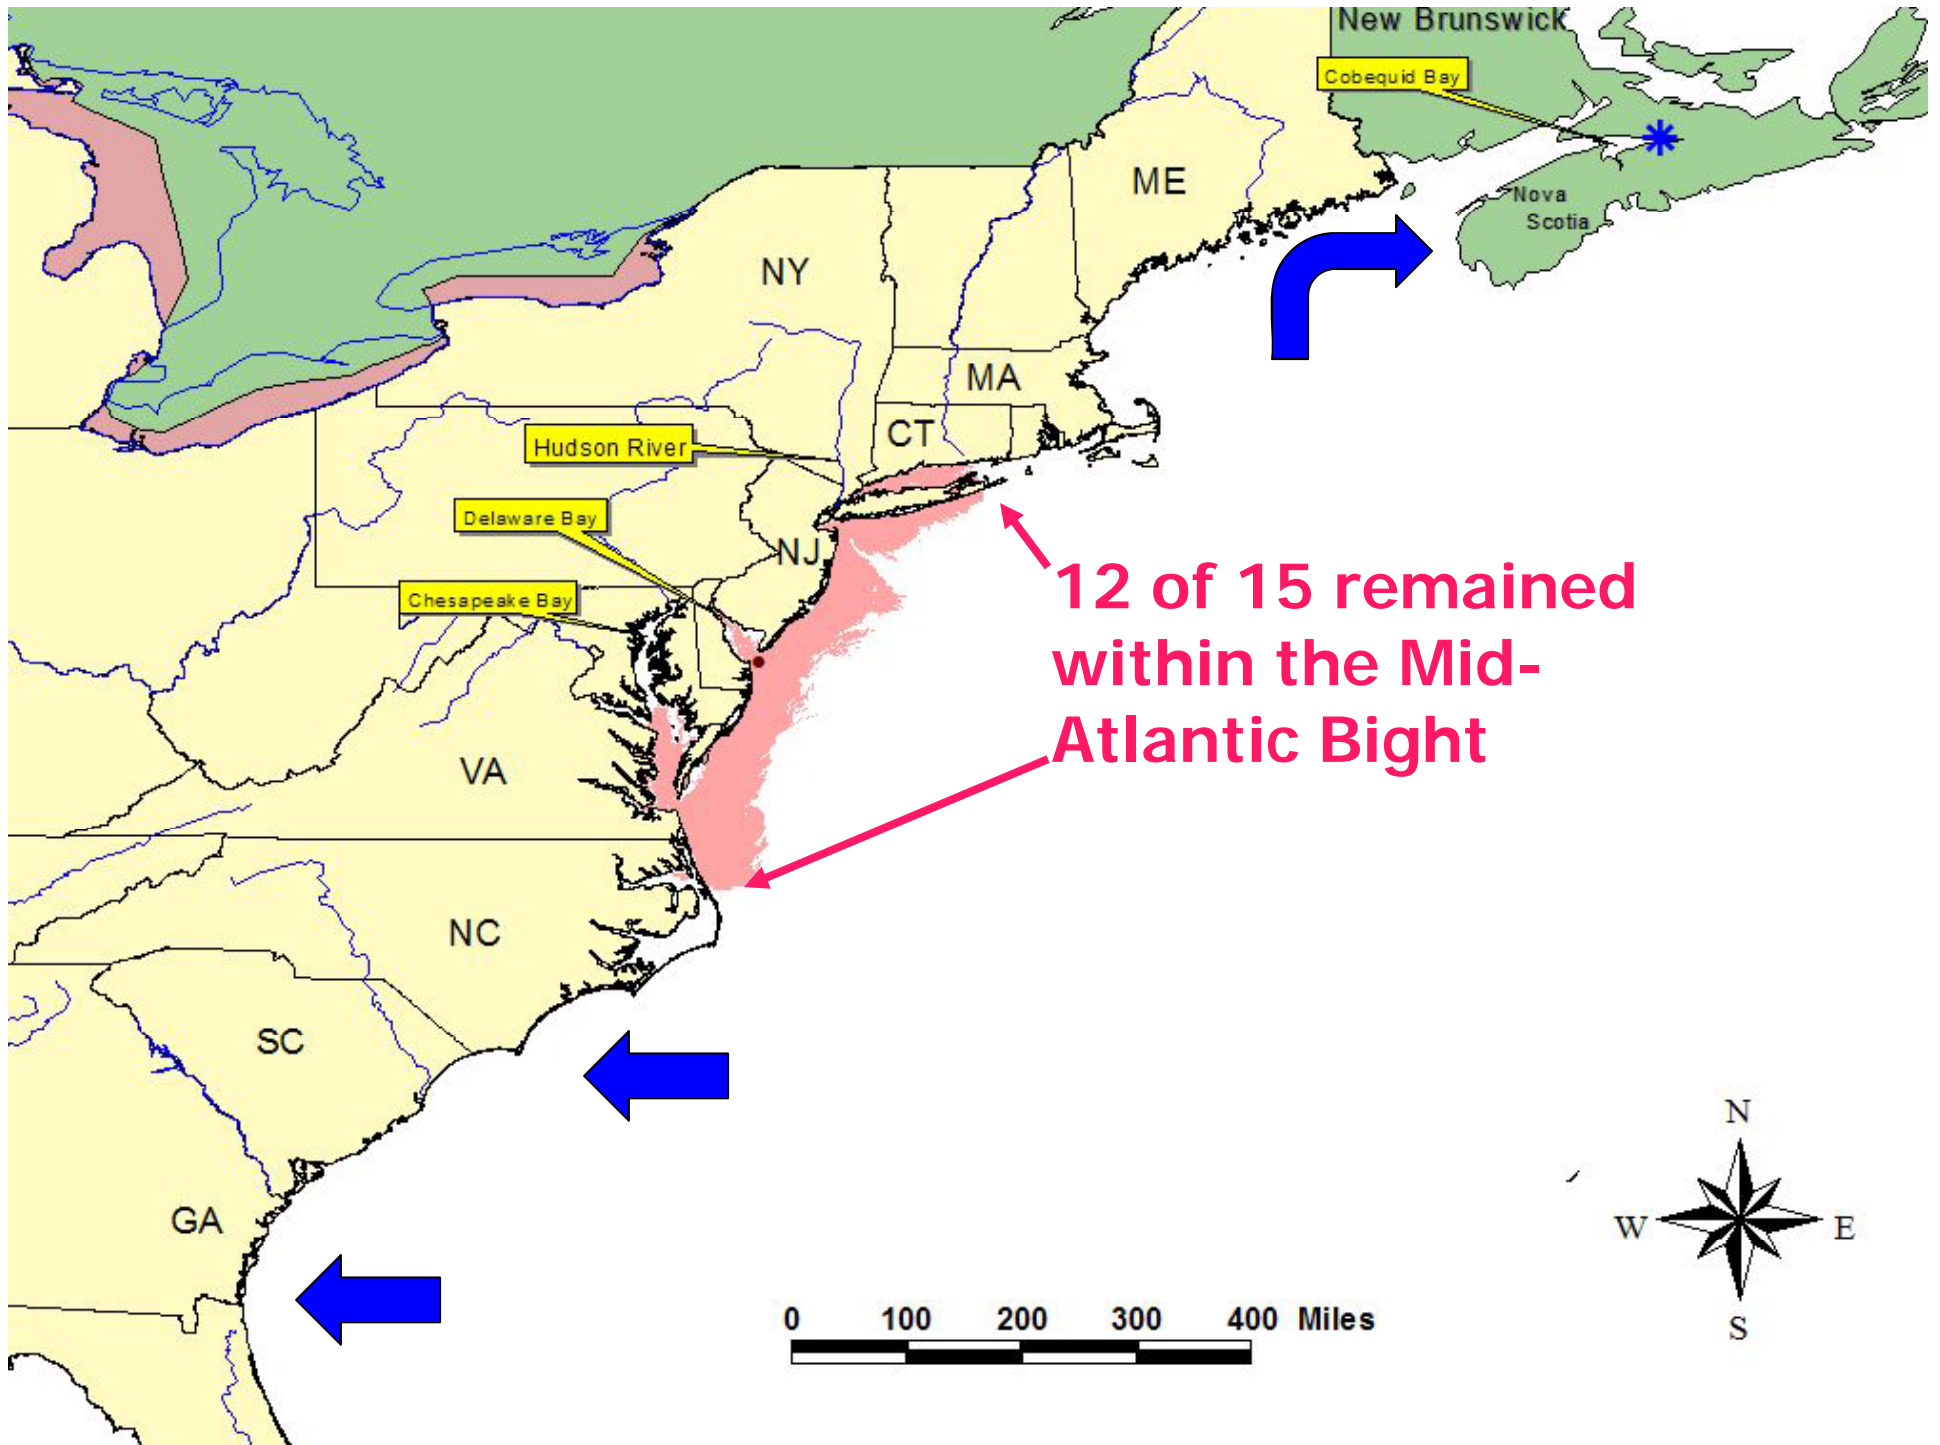 New Brunswick
Cobequid Bay
ME
Nova
Scotia
NY
MA
CT
Hudson River
Delaware Bay
NJ
12 of 15 remained
within the Mid-
Atlantic Bight
Chesapeake Bay
VA
NC
SC
N
GA
W
E
0 100 200 300 400 Miles
S